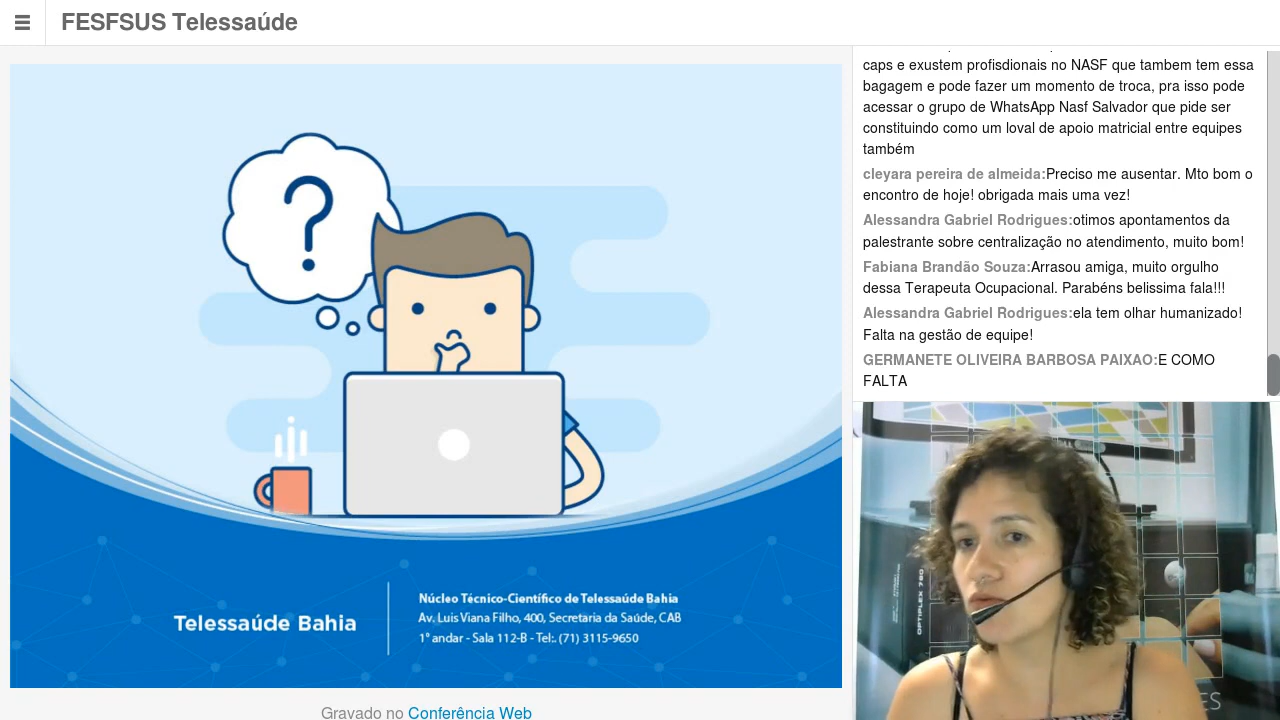 FESFSUS Telessaúde
?
Telessaúde Bahia
Núcleo Técnico-Científico de Telessaúde Bahia
Av. Luis Viana Filho, 400, Secretaria da Saúde, CAB
1º andar - Sala 112-B - Tel:. (71) 3115-9650
Gravado no Conferência Web
caps e exustem profisdionais no NASF que tambem tem essa
bagagem e pode fazer um momento de troca, pra isso pode
acessar o grupo de WhatsApp Nasf Salvador que pide ser
constituindo como um loval de apoio matricial entre equipes
também
cleyara pereira de almeida:Preciso me ausentar. Mto bom o
encontro de hoje! obrigada mais uma vez!
Alessandra Gabriel Rodrigues:otimos apontamentos da
palestrante sobre centralização no atendimento, muito bom!
Fabiana Brandão Souza:Arrasou amiga, muito orgulho
dessa Terapeuta Ocupacional. Parabéns belissima fala!!!
Alessandra Gabriel Rodrigues:ela tem olhar humanizado!
Falta na gestão de equipe!
GERMANETE OLIVEIRA BARBOSA PAIXAO:E COMO
FALTA
OPTIPLEX 780